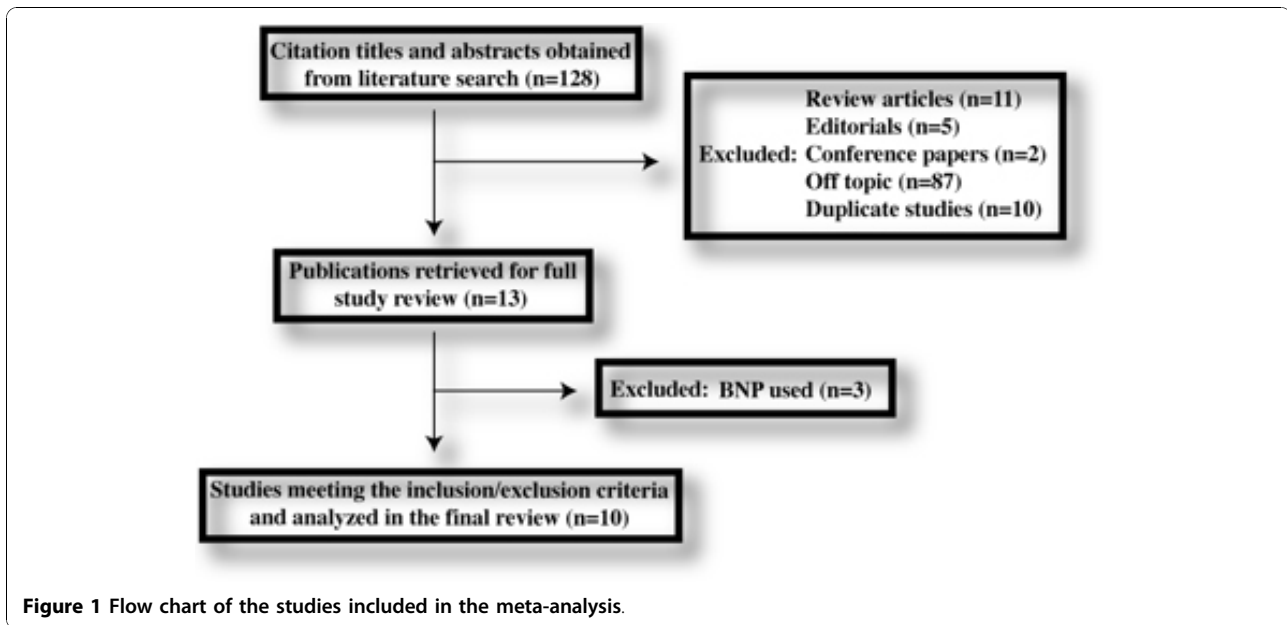 Citation titles and abstracts obtained
from literature search (n=128)
Review articles (n=11)
Editorials (n=5)
Excluded: Conference papers (n=2)
Off topic (n=87)
Duplicate studies (n=10)
Publications retrieved for full
study review (n=13)
Excluded: BNP used (n=3)
Studies meeting the inclusion/exclusion criteria
and analyzed in the final review (n=10)
Figure 1 Flow chart of the studies included in the meta-analysis.